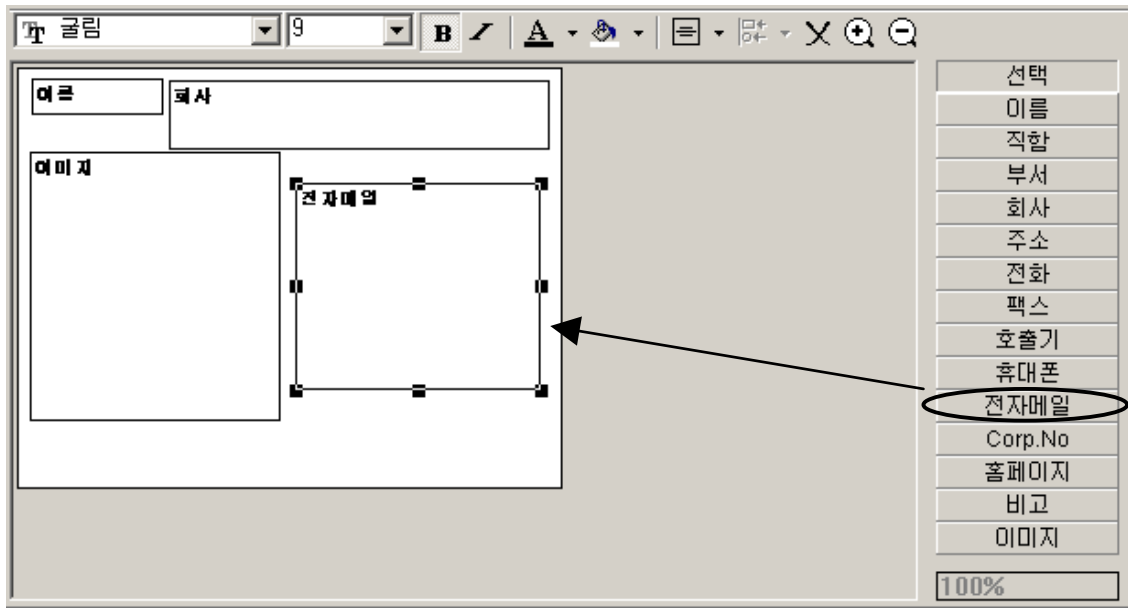 굴림 9 B I A
이름 회사
이미지
전자메일
선택
이름
직함
부서
회사
주소
전화
팩스
호출기
휴대폰
전자메일
Corp.No
홈페이지
비고
이미지
100%